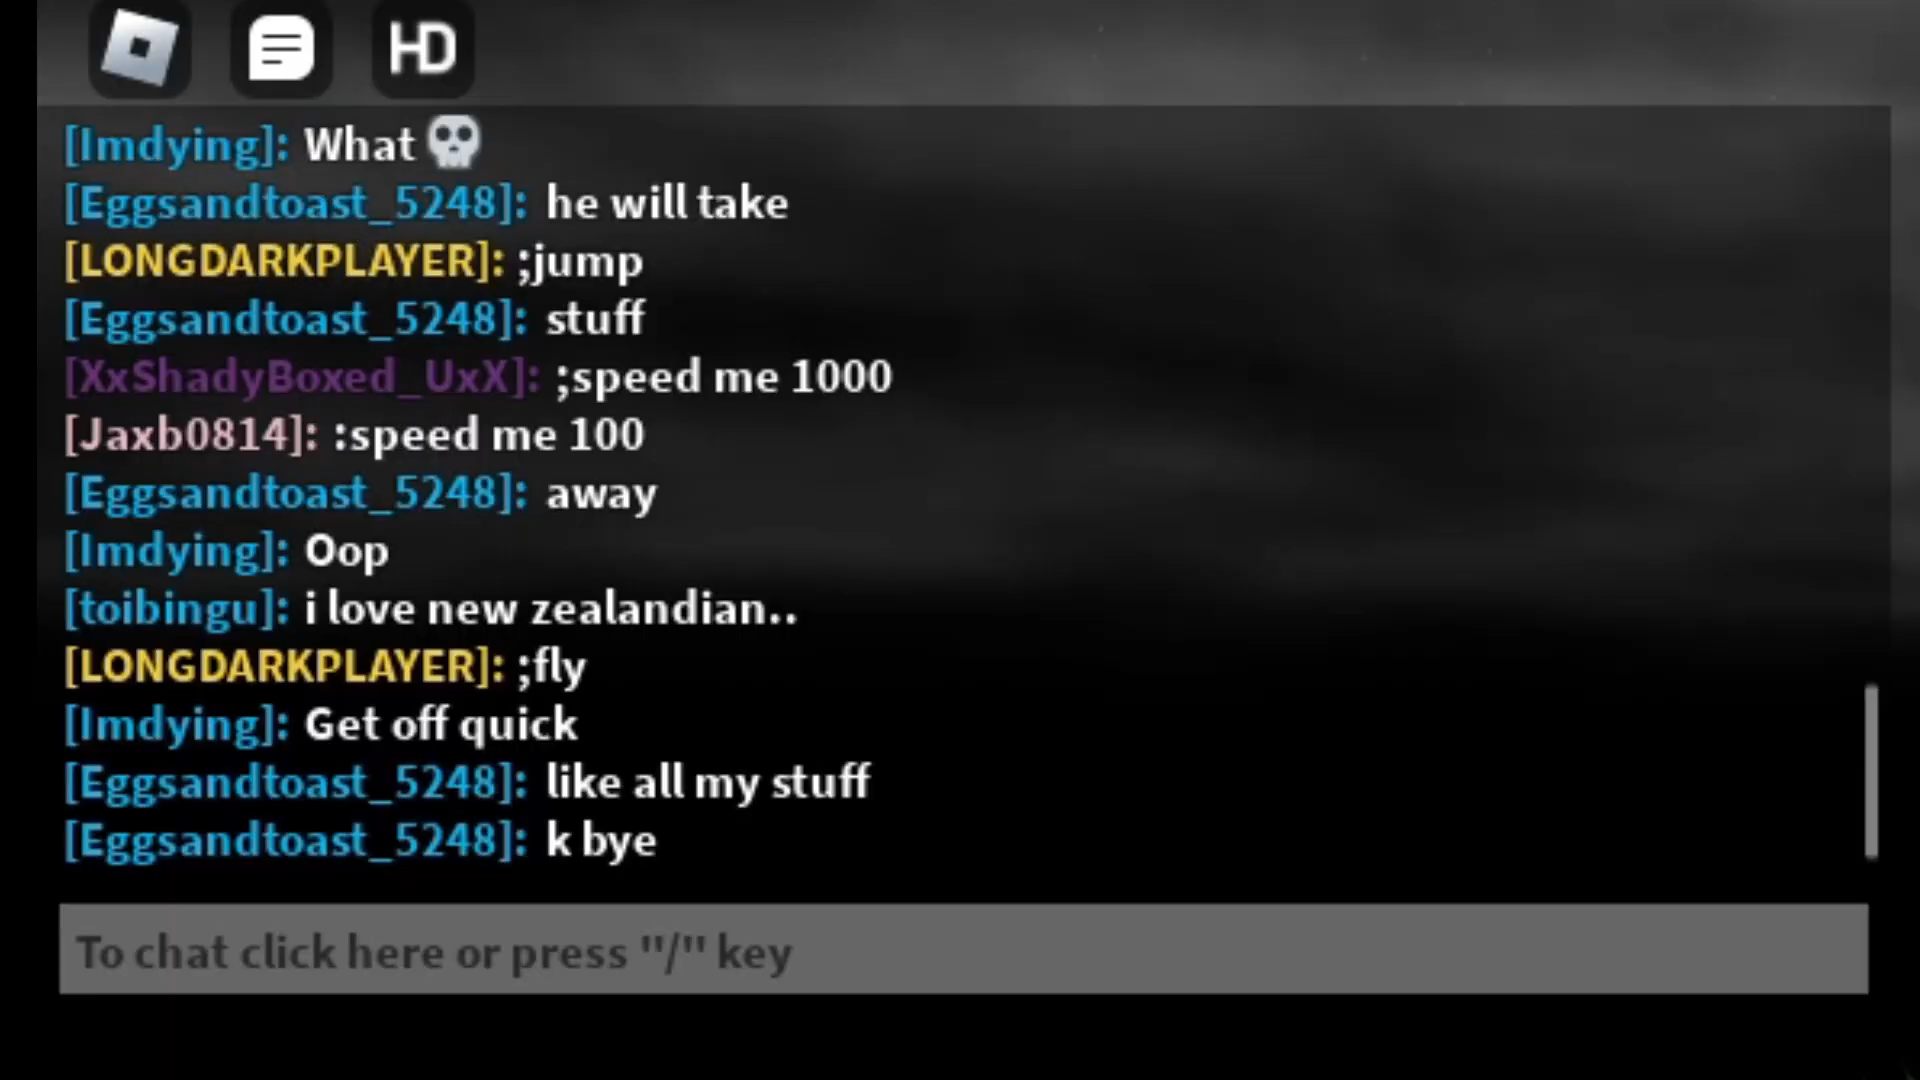 HD
[Imdying]: What 💀
[Eggsandtoast_5248]: he will take
[LONGDARKPLAYER]: ;jump
[Eggsandtoast_5248]: stuff
[XxShadyBoxed_UxX]: ;speed me 1000
[Jaxb0814]: :speed me 100
[Eggsandtoast_5248]: away
[Imdying]: Oop
[toibingu]: i love new zealandian..
[LONGDARKPLAYER]: ;fly
[Imdying]: Get off quick
[Eggsandtoast_5248]: like all my stuff
[Eggsandtoast_5248]: k bye
To chat click here or press "/" key